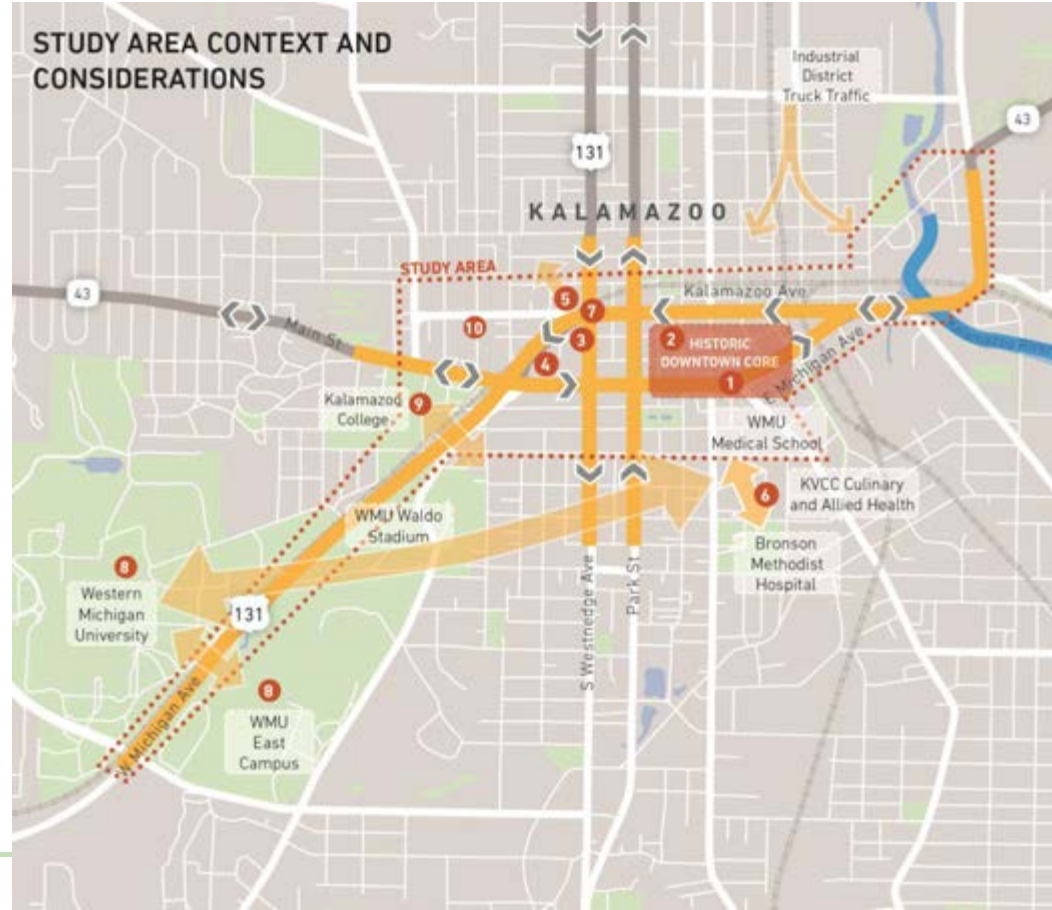 STUDY AREA CONTEXT AND
CONSIDERATIONS
Industrial
District
Truck Traffic
43
131
KALAMAZOO
STUDY AREA
43
Main St
5
7
Kalamazoo Ave
10
3
2
HISTORIC
DOWNTOWN CORE
4
1
E Michigan Ave
Kalamazoo
College
9
WMU
Medical School
KVCC Culinary
and Allied Health
6
WMU Waldo
Stadium
Bronson
Methodist
Hospital
8
Western
Michigan
University
131
S Westnedge Ave
Park St
8
WMU
East
Campus
N Michigan Ave